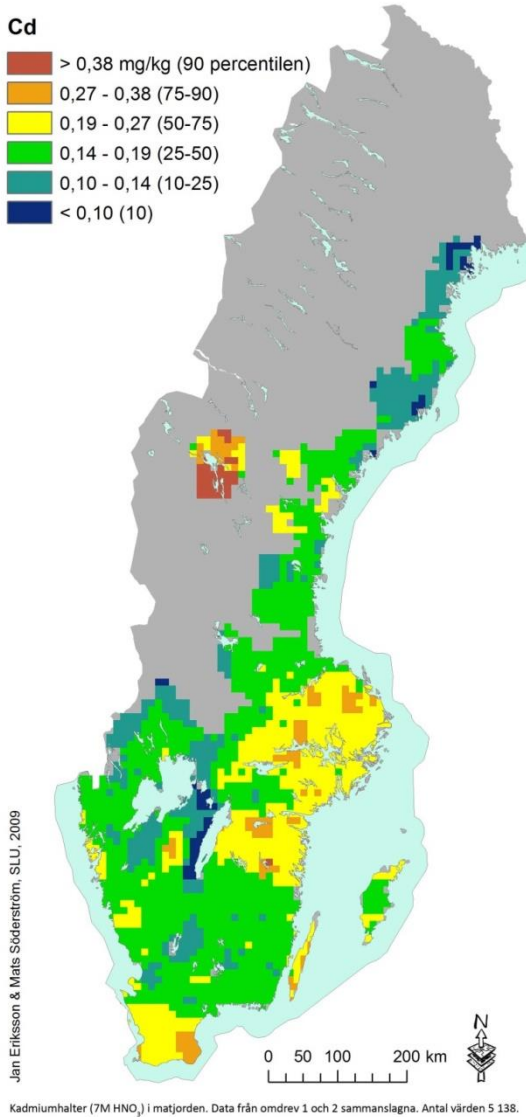 Cd
> 0,38 mg/kg (90 percentilen)
0,27 - 0,38 (75-90)
0,19 - 0,27 (50-75)
0,14 - 0,19 (25-50)
0,10 - 0,14 (10-25)
< 0,10 (10)
Jan Eriksson & Mats Söderström, SLU, 2009
N
0 50 100 200 km
Kadmiumhalter (7M HNO₃) i matjorden. Data från omdrev 1 och 2 sammanslagna. Antal värden 5 138.